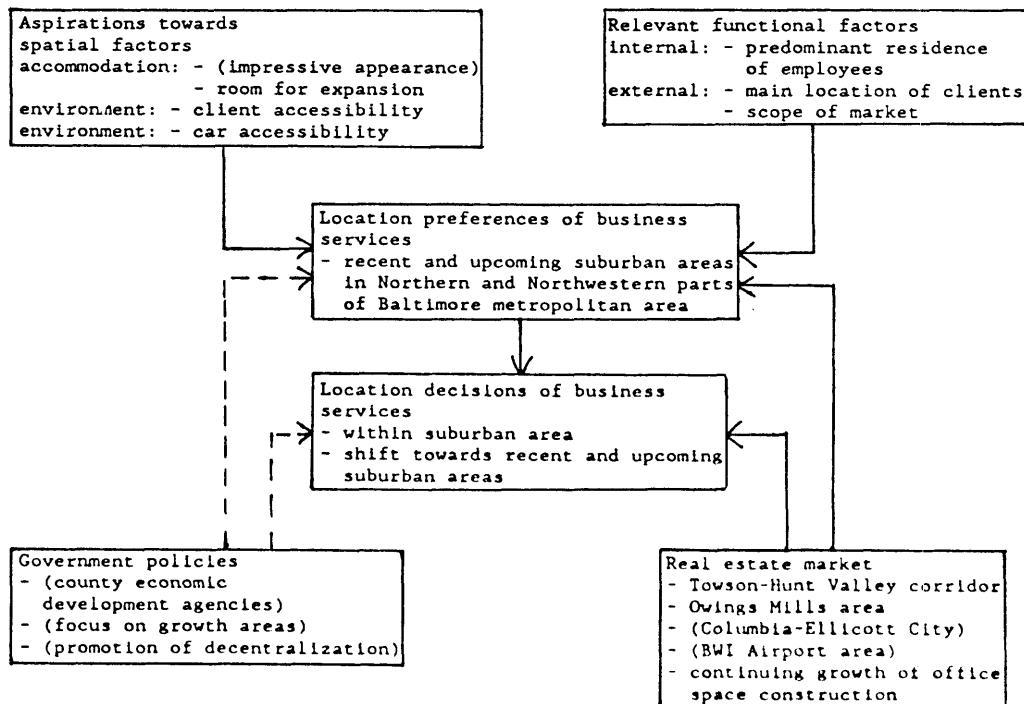 Aspirations towards
spatial factors
accommodation: - (impressive appearance)
- room for expansion
environment: - client accessibility
environment: - car accessibility
Relevant functional factors
internal: - predominant residence
of employees
external: - main location of clients
- scope of market
Location preferences of business
services
- recent and upcoming suburban areas
in Northern and Northwestern parts
of Baltimore metropolitan area
Location decisions of business
services
- within suburban area
- shift towards recent and upcoming
suburban areas
Government policies
- (county economic
development agencies)
- (focus on growth areas)
- (promotion of decentralization)
Real estate market
- Towson-Hunt Valley corridor
- Owings Mills area
- (Columbia-Ellicott City)
- (BWI Airport area)
- continuing growth of office
space construction